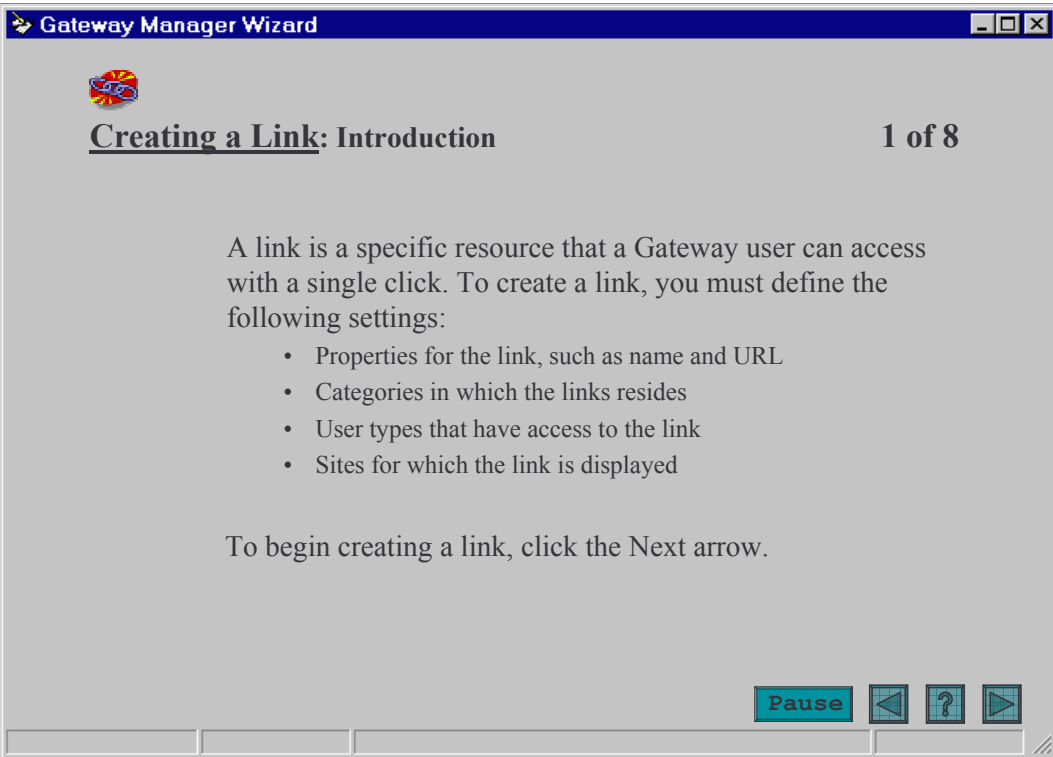 Gateway Manager Wizard
Creating a Link: Introduction 1 of 8
A link is a specific resource that a Gateway user can access
with a single click. To create a link, you must define the
following settings:
• Properties for the link, such as name and URL
• Categories in which the links resides
• User types that have access to the link
• Sites for which the link is displayed
To begin creating a link, click the Next arrow.
Pause ?